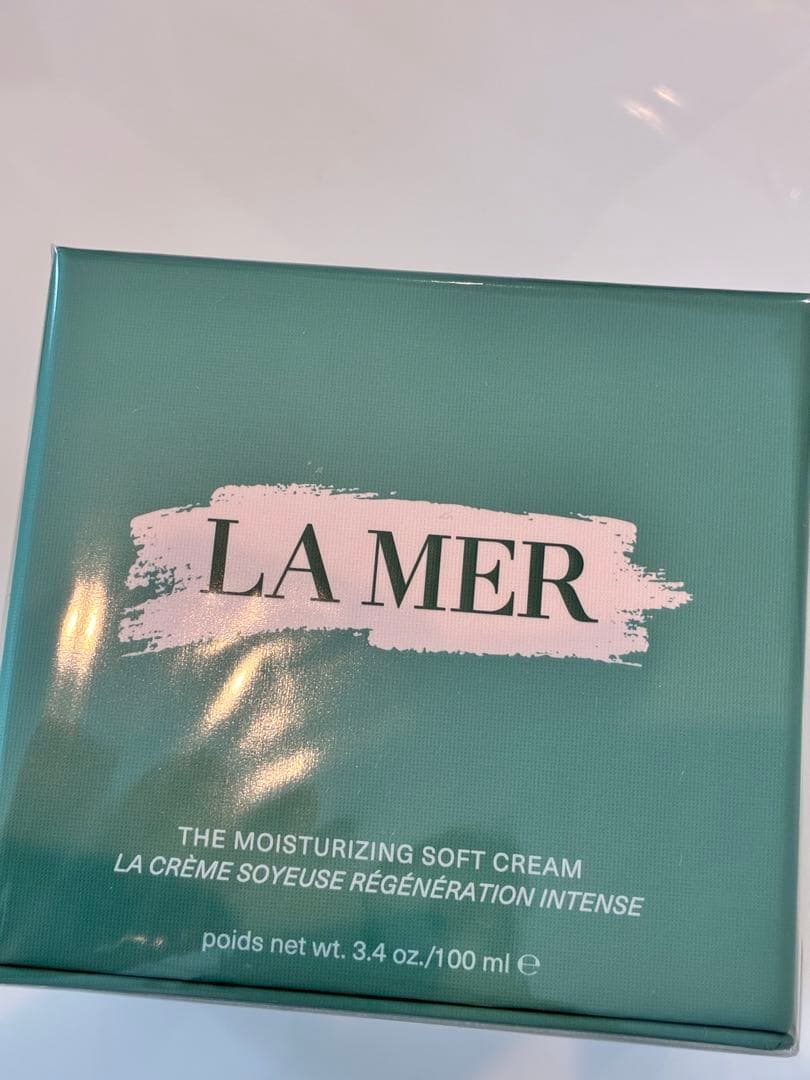 LA MER
THE MOISTURIZING SOFT CREAM
LA CRÈME SOYEUSE RÉGÉNÉRATION INTENSE
poids net wt. 3.4 oz./100 ml ℮